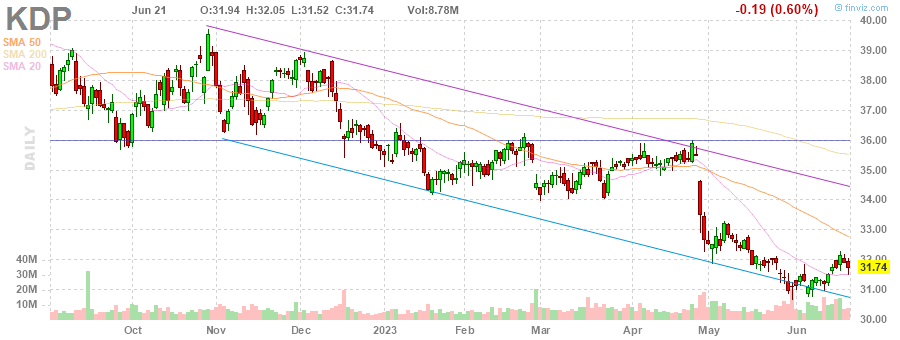 © finviz.com
KDP Jun 21 O:31.94 H:32.05 L:31.52 C:31.74 Vol:8.78M -0.19 (0.60%)
SMA 50
SMA 200
SMA 20
DAILY
40.00
39.00
38.00
37.00
36.00
35.00
34.00
33.00
32.00
31.74
31.00
30.00
40M
30M
20M
10M
Oct Nov Dec 2023 Feb Mar Apr May Jun